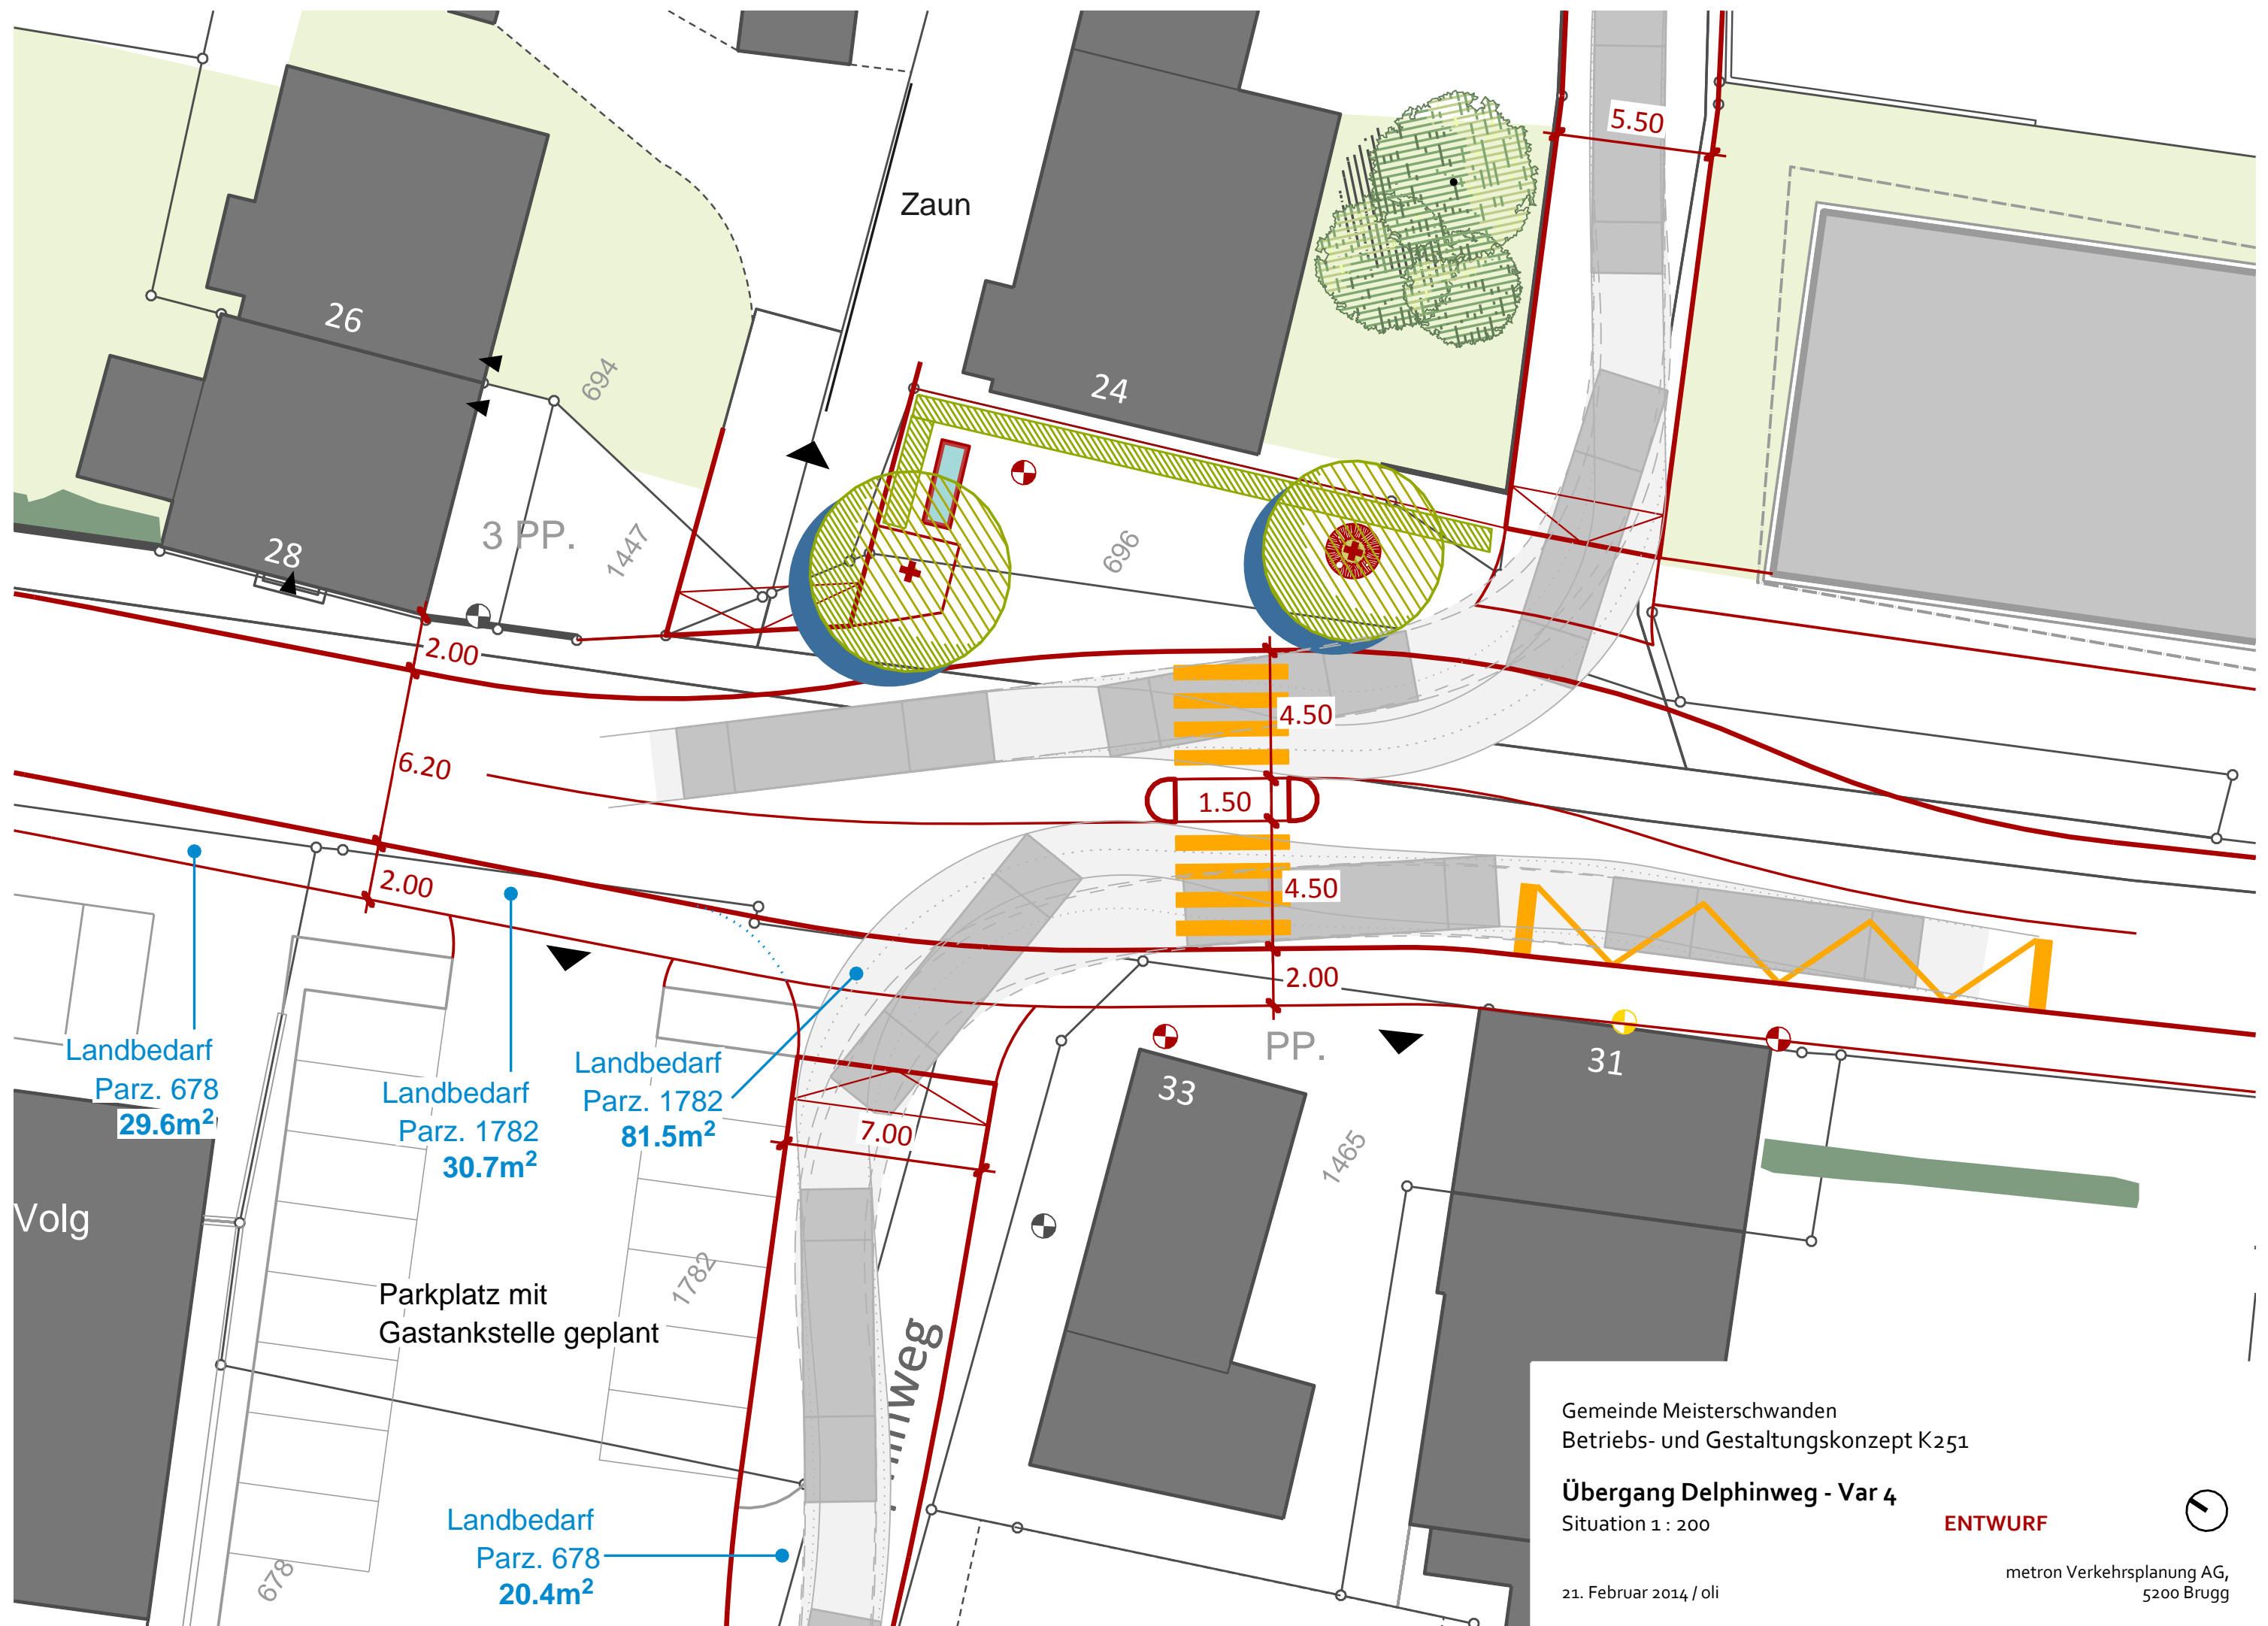 5.50
Zaun
26
24
694
28
3 PP.
1447
696
2.00
4.50
6.20
1.50
2.00
4.50
2.00
Landbedarf
Parz. 678
29.6m²
Landbedarf
Parz. 1782
30.7m²
Landbedarf
Parz. 1782
81.5m²
PP.
31
33
7.00
1465
Volg
1782
Parkplatz mit
Gastankstelle geplant
Landbedarf
Parz. 678
20.4m²
678
Gemeinde Meisterschwanden
Betriebs- und Gestaltungskonzept K251
Übergang Delphinweg - Var 4
Situation 1 : 200
ENTWURF
21. Februar 2014 / oli
metron Verkehrsplanung AG,
5200 Brugg